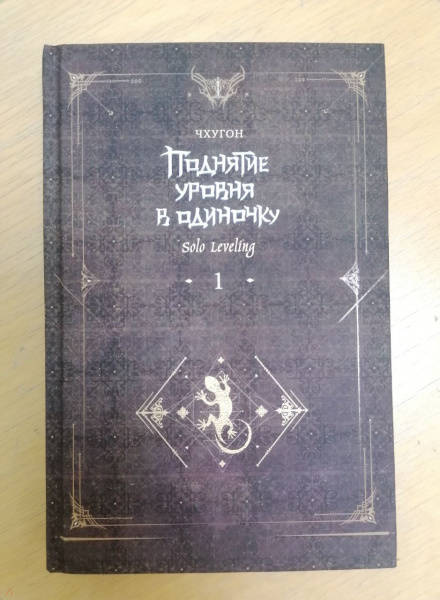 ЧХУГОН
Поднятие
уровня
в одиночку
Solo Leveling
1